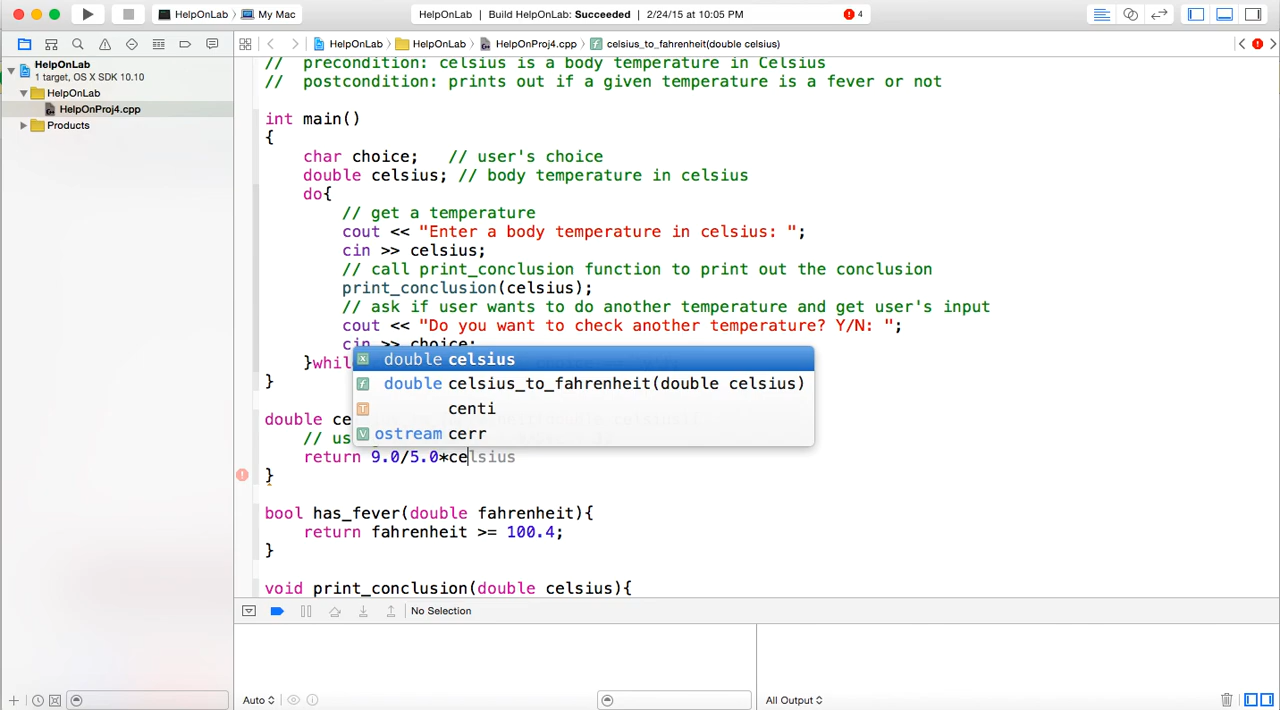 HelpOnLab My Mac
HelpOnLab | Build HelpOnLab: Succeeded | 2/24/15 at 10:05 PM 4
HelpOnLab
1 target, OS X SDK 10.10
HelpOnLab
HelpOnProj4.cpp
Products
HelpOnLab HelpOnLab HelpOnProj4.cpp celsius_to_fahrenheit(double celsius)
// precondition: celsius is a body temperature in Celsius
// postcondition: prints out if a given temperature is a fever or not
int main()
{
char choice; // user's choice
double celsius; // body temperature in celsius
do{
// get a temperature
cout << "Enter a body temperature in celsius: ";
cin >> celsius;
// call print_conclusion function to print out the conclusion
print_conclusion(celsius);
// ask if user wants to do another temperature and get user's input
cout << "Do you want to check another temperature? Y/N: ";
cin >> choice;
}whil
}
double celsius
double celsius_to_fahrenheit(double celsius)
centi
ostream cerr
double ce
// us
return 9.0/5.0*celsius
}
bool has_fever(double fahrenheit){
return fahrenheit >= 100.4;
}
void print_conclusion(double celsius){
No Selection
Auto
All Output